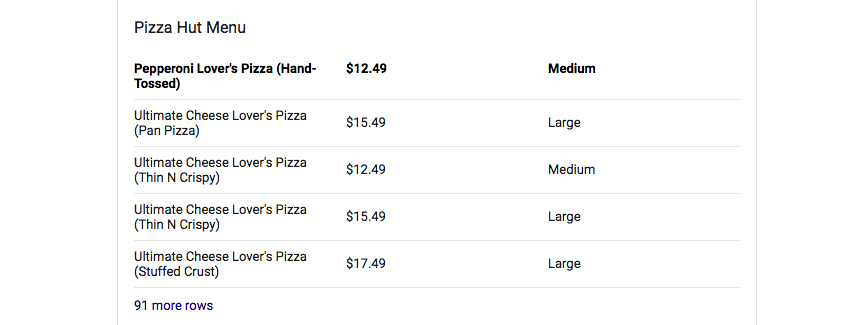 Pizza Hut Menu
Pepperoni Lover's Pizza (Hand- $12.49 Medium
Tossed)
Ultimate Cheese Lover's Pizza
(Pan Pizza) $15.49 Large
Ultimate Cheese Lover's Pizza
(Thin N Crispy) $12.49 Medium
Ultimate Cheese Lover's Pizza
(Thin N Crispy) $15.49 Large
Ultimate Cheese Lover's Pizza
(Stuffed Crust) $17.49 Large
91 more rows